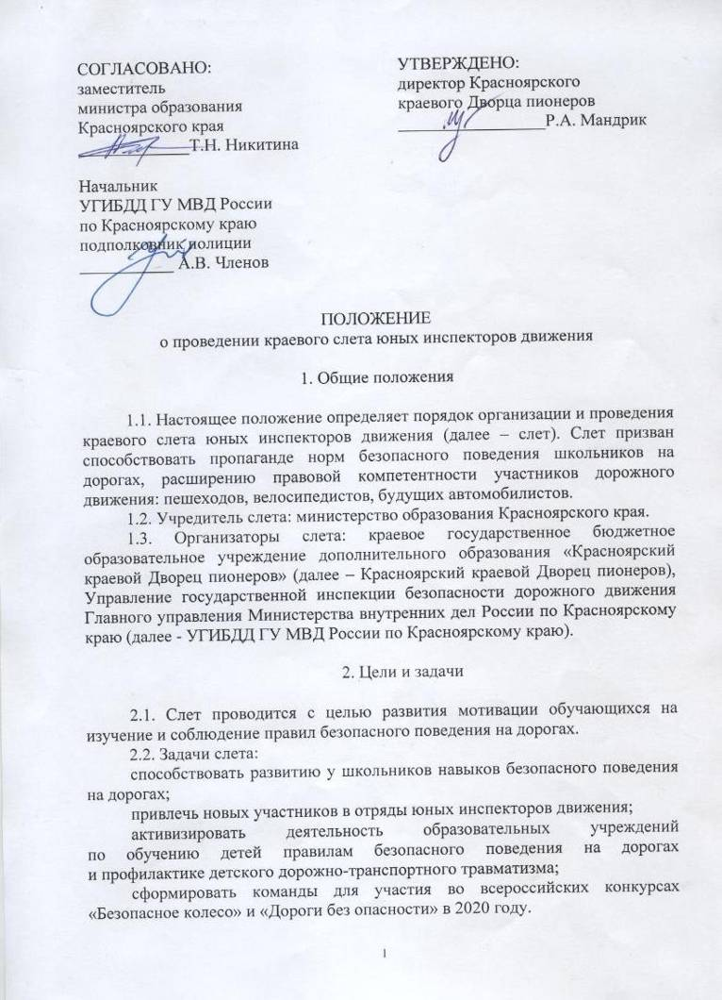 СОГЛАСОВАНО:
заместитель
министра образования
Красноярского края
Т.Н. Никитина
УТВЕРЖДЕНО:
директор Красноярского
краевого Дворца пионеров
Р.А. Мандрик
Начальник
УГИБДД ГУ МВД России
по Красноярскому краю
подполковник полиции
А.В. Членов
ПОЛОЖЕНИЕ
о проведении краевого слета юных инспекторов движения
1. Общие положения
1.1. Настоящее положение определяет порядок организации и проведения
краевого слета юных инспекторов движения (далее – слет). Слет призван
способствовать пропаганде норм безопасного поведения школьников на
дорогах, расширению правовой компетентности участников дорожного
движения: пешеходов, велосипедистов, будущих автомобилистов.
1.2. Учредитель слета: министерство образования Красноярского края.
1.3. Организаторы слета: краевое государственное бюджетное
образовательное учреждение дополнительного образования «Красноярский
краевой Дворец пионеров» (далее – Красноярский краевой Дворец пионеров),
Управление государственной инспекции безопасности дорожного движения
Главного управления Министерства внутренних дел России по Красноярскому
краю (далее - УГИБДД ГУ МВД России по Красноярскому краю).
2. Цели и задачи
2.1. Слет проводится с целью развития мотивации обучающихся на
изучение и соблюдение правил безопасного поведения на дорогах.
2.2. Задачи слета:
способствовать развитию у школьников навыков безопасного поведения
на дорогах;
привлечь новых участников в отряды юных инспекторов движения;
активизировать деятельность образовательных учреждений
по обучению детей правилам безопасного поведения на дорогах
и профилактике детского дорожно-транспортного травматизма;
сформировать команды для участия во всероссийских конкурсах
«Безопасное колесо» и «Дороги без опасности» в 2020 году.
1